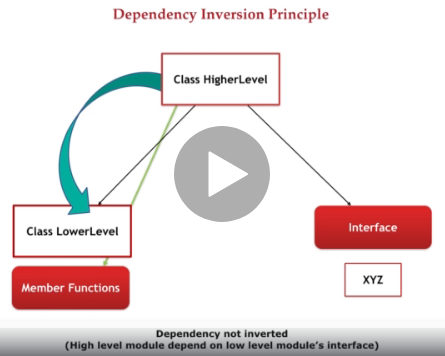 Dependency Inversion Principle
Class HigherLevel
Class LowerLevel
Interface
Member Functions
XYZ
Dependency not inverted
(High level module depend on low level module's interface)